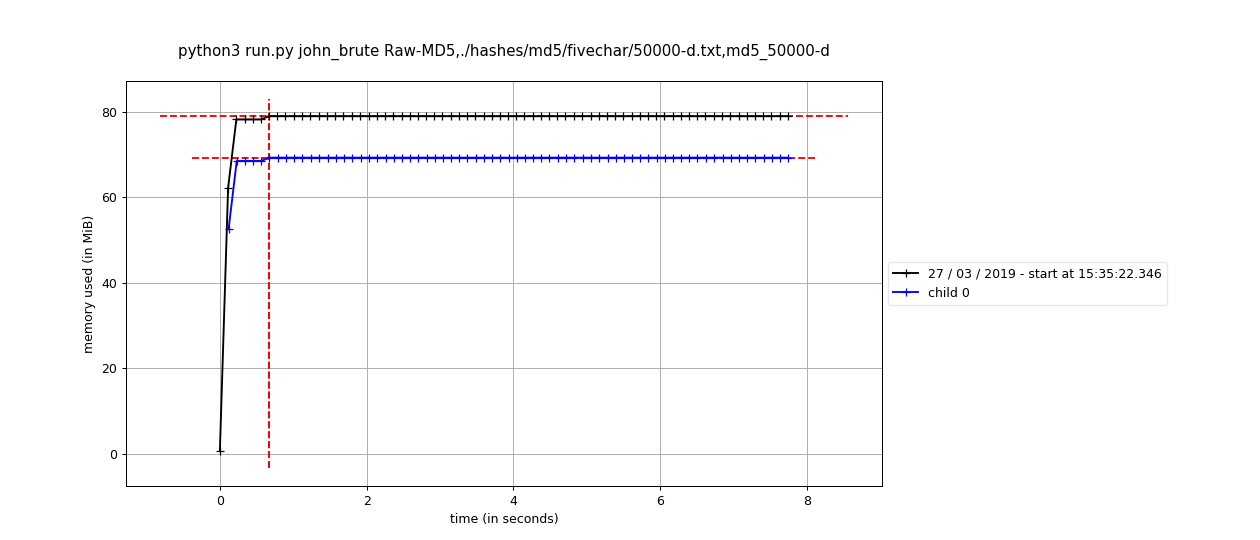 python3 run.py john_brute Raw-MD5,./hashes/md5/fivechar/50000-d.txt,md5_50000-d
80
60
40
20
0
memory used (in MiB)
0 2 4 6 8
time (in seconds)
27 / 03 / 2019 - start at 15:35:22.346
child 0